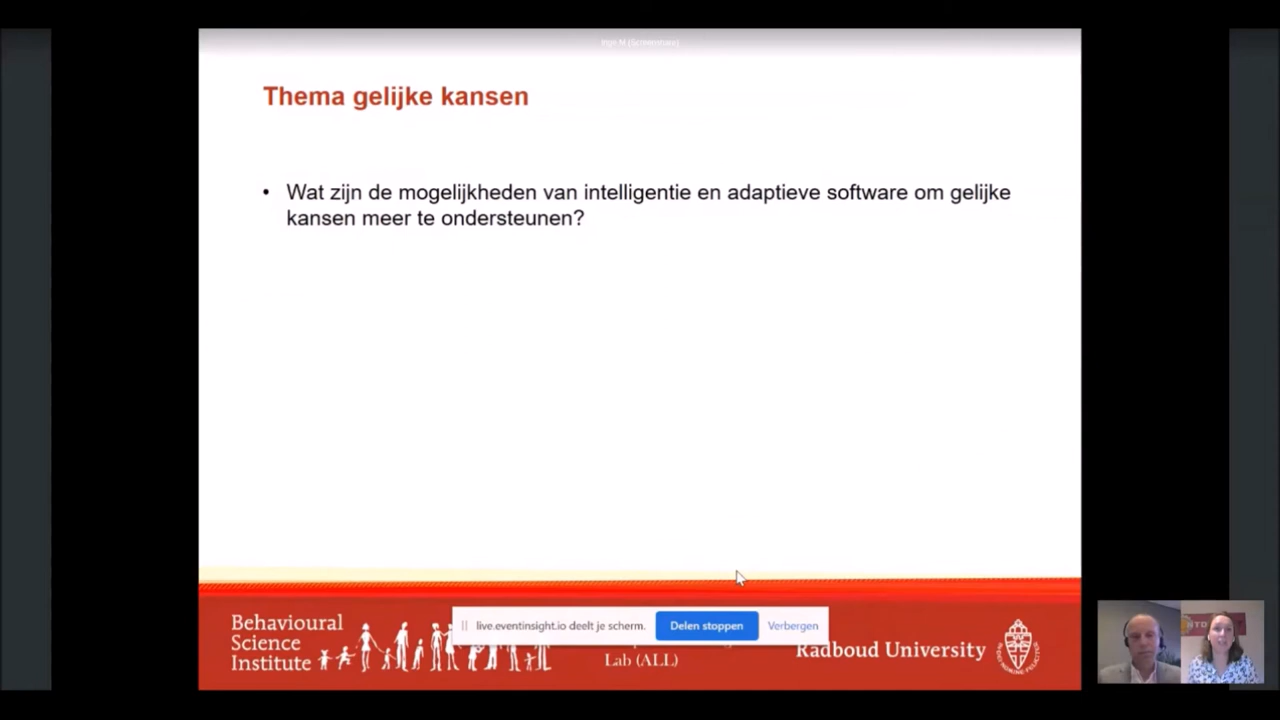 Thema gelijke kansen
• Wat zijn de mogelijkheden van intelligentie en adaptieve software om gelijke
kansen meer te ondersteunen?
Behavioural
Science
Institute
live.eventinsight.io deelt je scherm.
Delen stoppen
Verbergen
Lab (ALL)
Radboud University